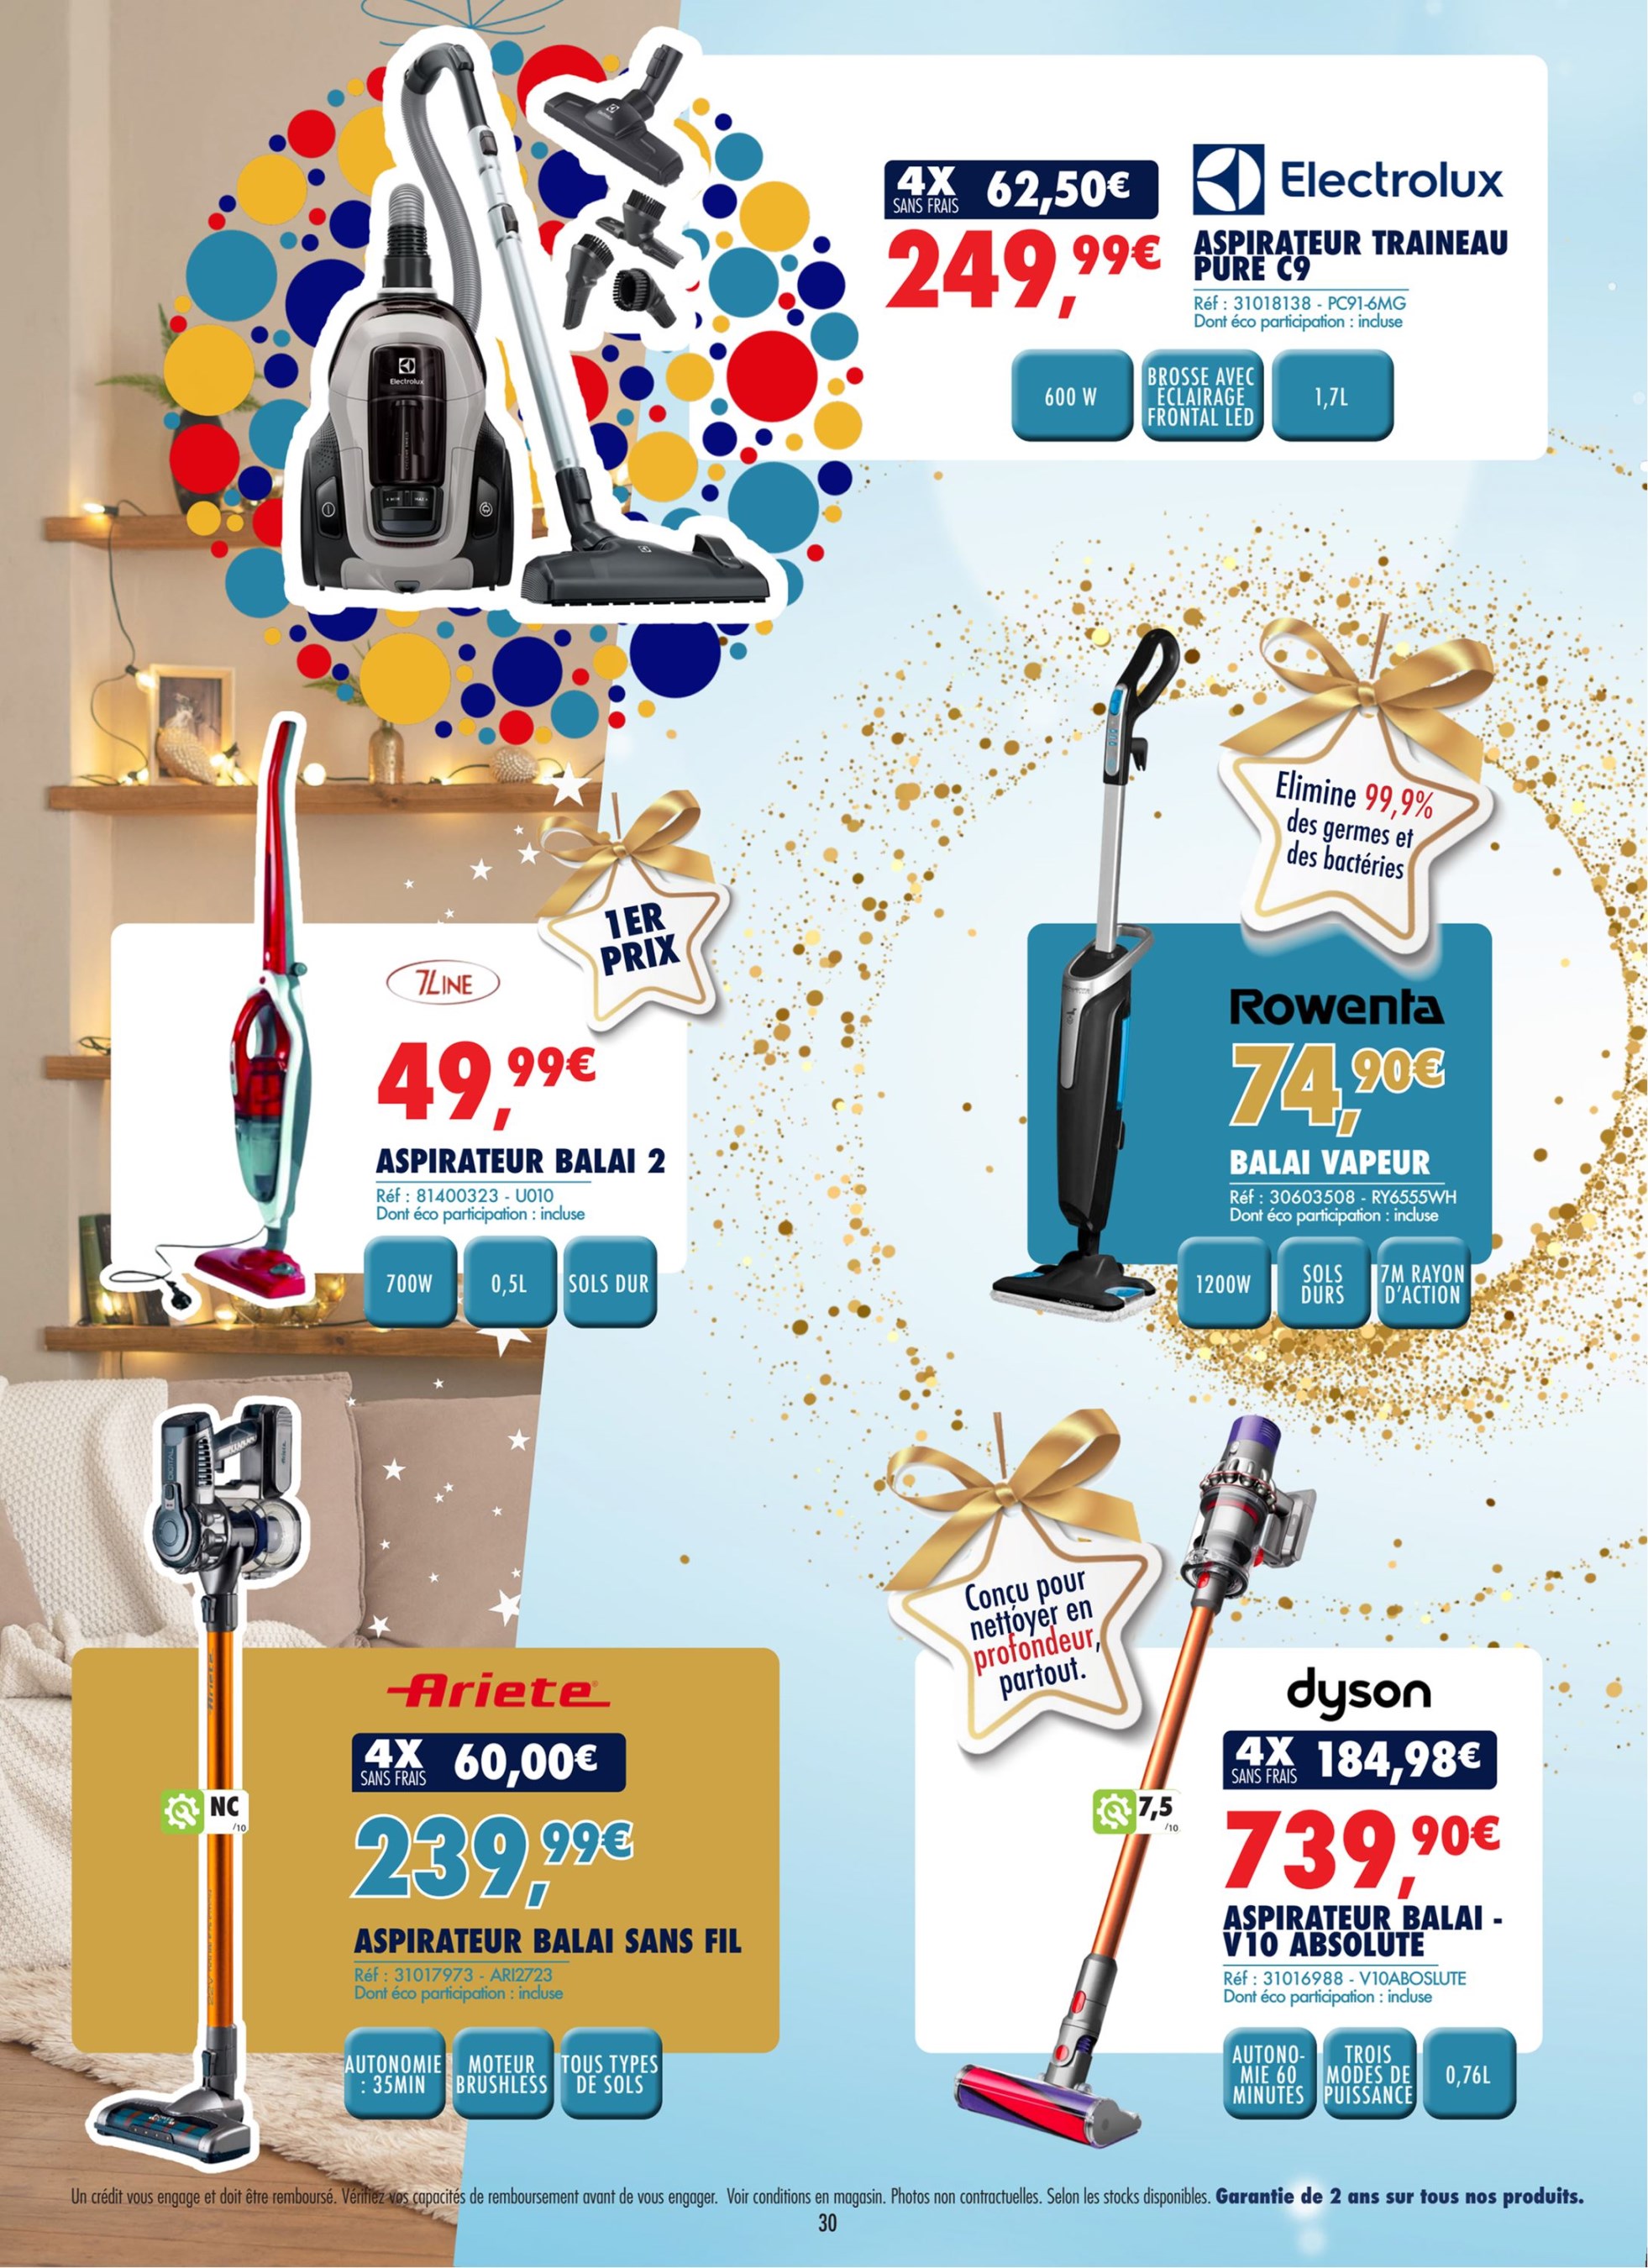 4X
SANS FRAIS
62,50€
249,99€
Electrolux
ASPIRATEUR TRAINEAU
PURE C9
Réf : 31018138 - PC91-6MG
Dont éco participation : incluse
600 W
BROSSE AVEC
ECLAIRAGE
FRONTAL LED
1,7L
Electrolux
Elimine 99,9%
des germes et
des bactéries
1ER
PRIX
7LINE
49,99€
ASPIRATEUR BALAI 2
Réf : 81400323 - U010
Dont éco participation : incluse
700W
0,5L
SOLS DUR
Rowenta
74,90€
BALAI VAPEUR
Réf : 30603508 - RY6555WH
Dont éco participation : incluse
1200W
SOLS
DURS
7M RAYON
D'ACTION
Rowenta
Ariete
4X
SANS FRAIS
60,00€
NC
/10
239,99€
ASPIRATEUR BALAI SANS FIL
Réf : 31017973 - ARI2723
Dont éco participation : incluse
AUTONOMIE
: 35MIN
MOTEUR
BRUSHLESS
TOUS TYPES
DE SOLS
Conçu pour
nettoyer en
profondeur,
partout.
dyson
4X
SANS FRAIS
184,98€
7,5
/10
739,90€
ASPIRATEUR BALAI -
V10 ABSOLUTE
Réf : 31016988 - V10ABOSLUTE
Dont éco participation : incluse
AUTONO-
MIE 60
MINUTES
TROIS
MODES DE
PUISSANCE
0,76L
Un crédit vous engage et doit être remboursé. Vérifiez vos capacités de remboursement avant de vous engager. Voir conditions en magasin. Photos non contractuelles. Selon les stocks disponibles. Garantie de 2 ans sur tous nos produits.
30